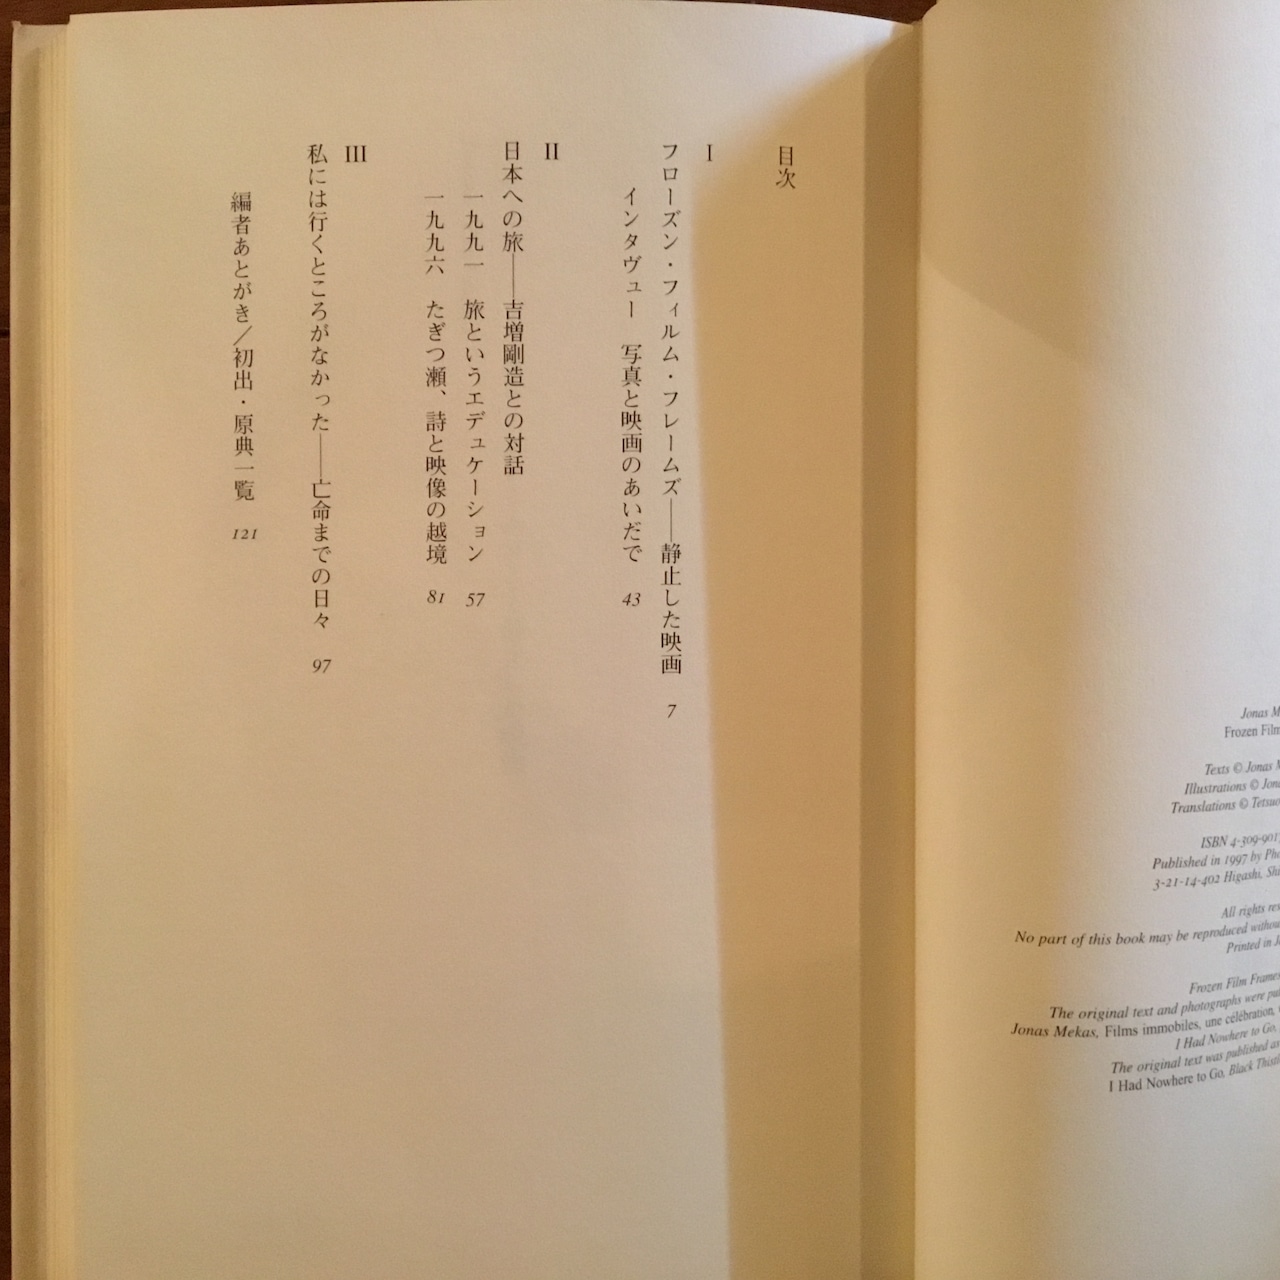 目次
I
フローズン・フィルム・フレームズ——静止した映画 7
インタヴュー 写真と映画のあいだで 43
II
日本への旅——吉増剛造との対話
一九九一 旅というエデュケーション 57
一九九六 たぎつ瀬、詩と映像の越境 81
III
私には行くところがなかった——亡命までの日々 97
編者あとがき／初出・原典一覧 121
Jonas
Frozen
Texts © Jonas
Illustrations ©
Translations ©
ISBN 4-309-
Published in 1997 by
3-21-14-402 Higashi,
All rights
No part of this book may be reproduced
Printed in
Frozen Film
The original text and photographs were
Jonas Mekas, Films immobiles, une célébration,
I Had Nowhere to Go,
The original text was published as
I Had Nowhere to Go, Black